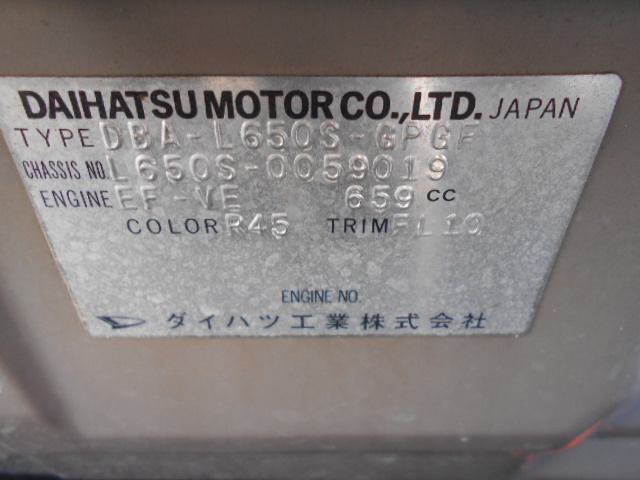 DAIHATSU MOTOR CO.,LTD. JAPAN
TYPE DBA-L650S-GPGF
CHASSIS NO. L650S-0059019
ENGINE EF-VE 659 CC
COLOR R45 TRIM FL10
ENGINE NO.
ダイハツ工業株式会社